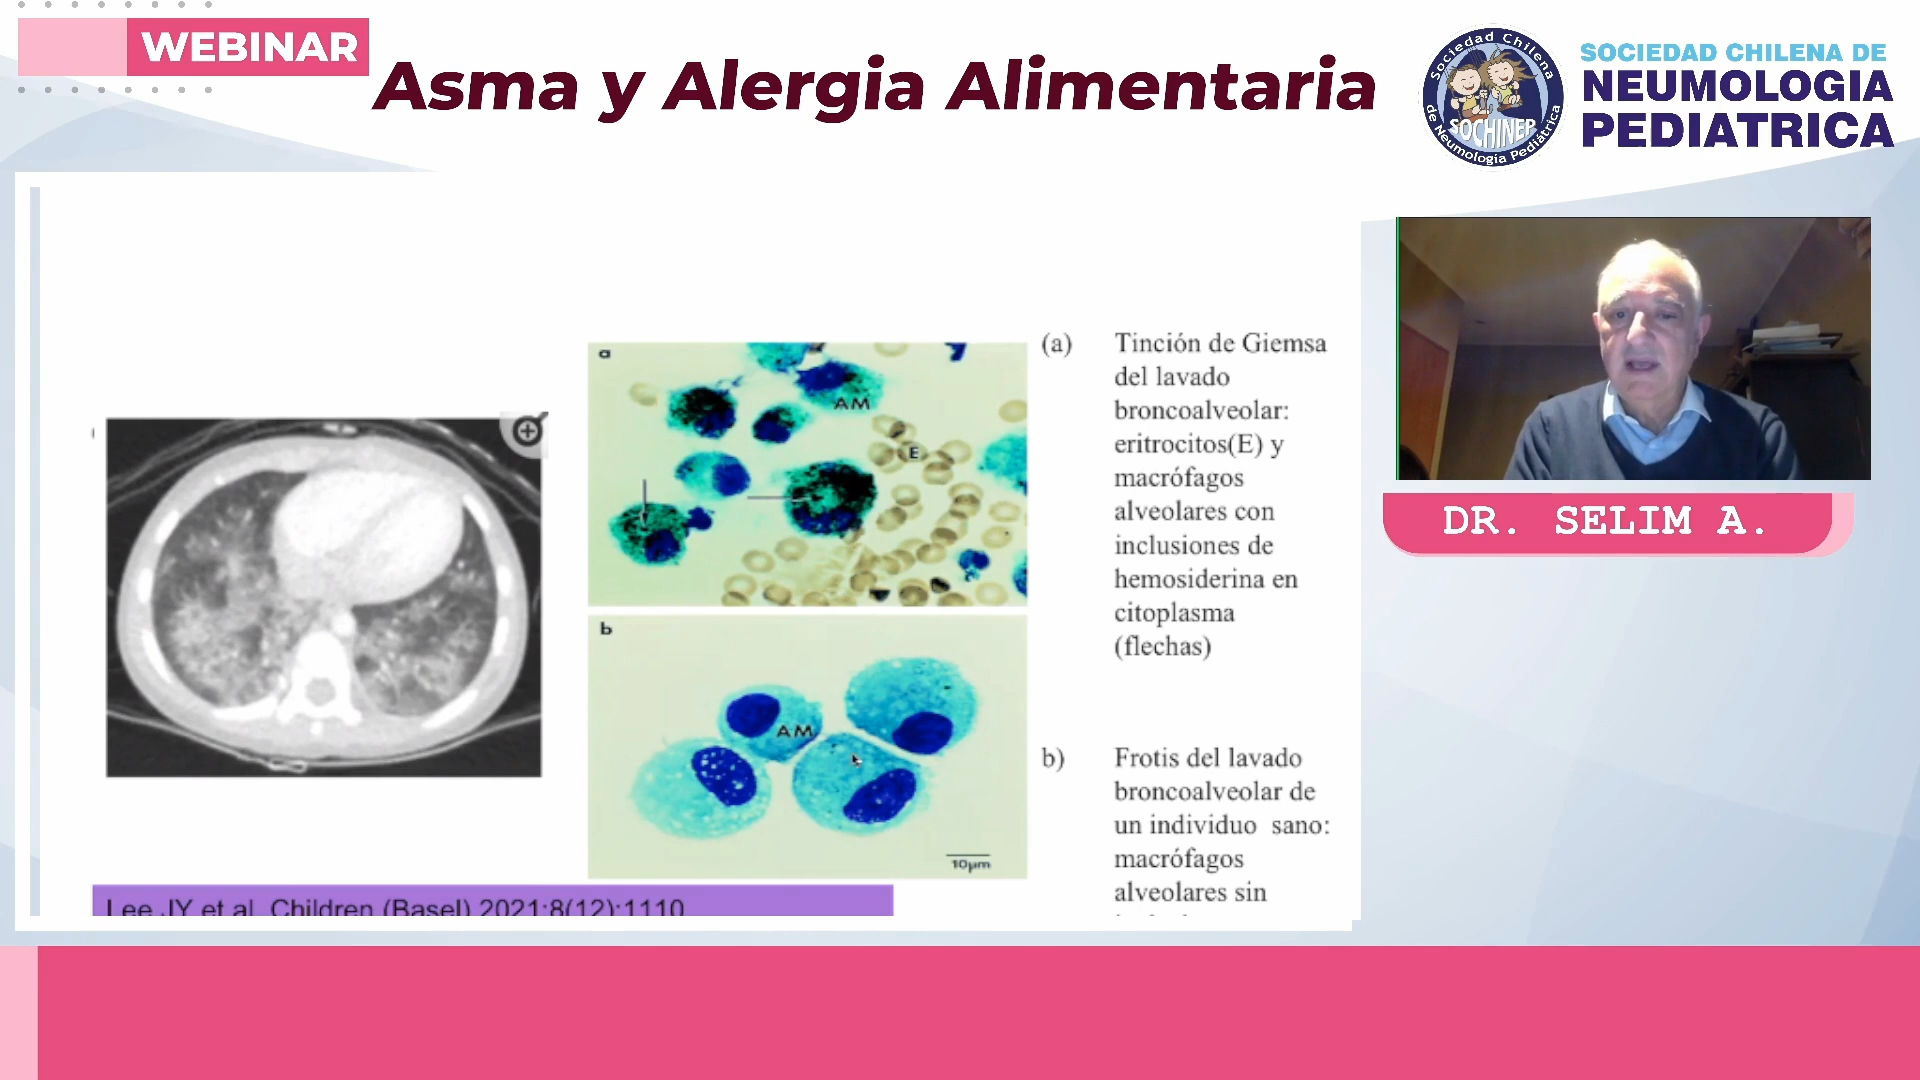 WEBINAR
Asma y Alergia Alimentaria
Sociedad Chilena
de Neumología Pediátrica
SOCHINEP
SOCIEDAD CHILENA DE
NEUMOLOGIA
PEDIATRICA
a
AM
E
b
AM
10µm
(a) Tinción de Giemsa
del lavado
broncoalveolar:
eritrocitos(E) y
macrófagos
alveolares con
inclusiones de
hemosiderina en
citoplasma
(flechas)
b) Frotis del lavado
broncoalveolar de
un individuo sano:
macrófagos
alveolares sin
Lee JY et al. Children (Basel) 2021;8(12):1110
DR. SELIM A.